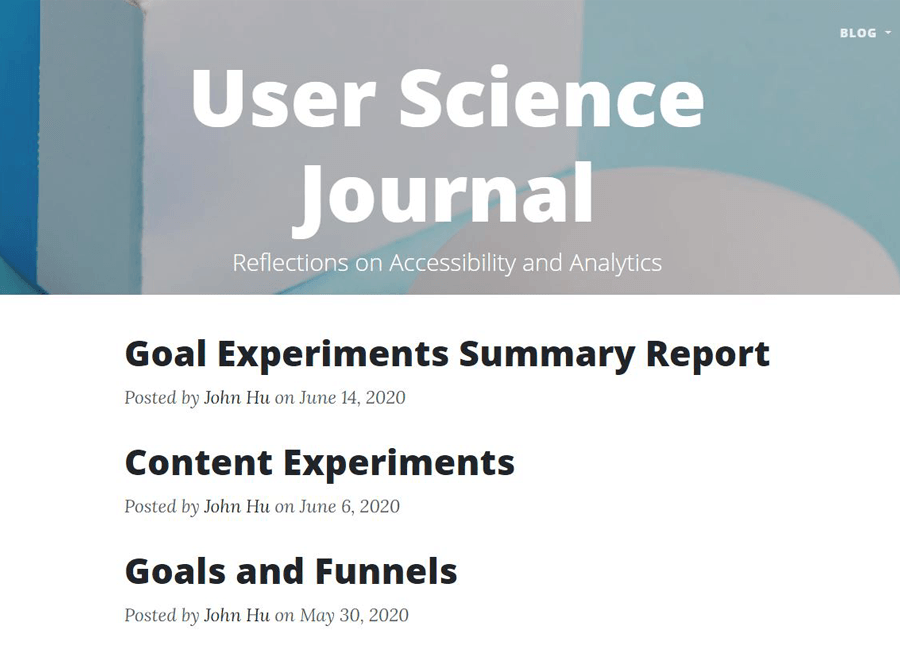 BLOG
User Science
Journal
Reflections on Accessibility and Analytics
Goal Experiments Summary Report
Posted by John Hu on June 14, 2020
Content Experiments
Posted by John Hu on June 6, 2020
Goals and Funnels
Posted by John Hu on May 30, 2020